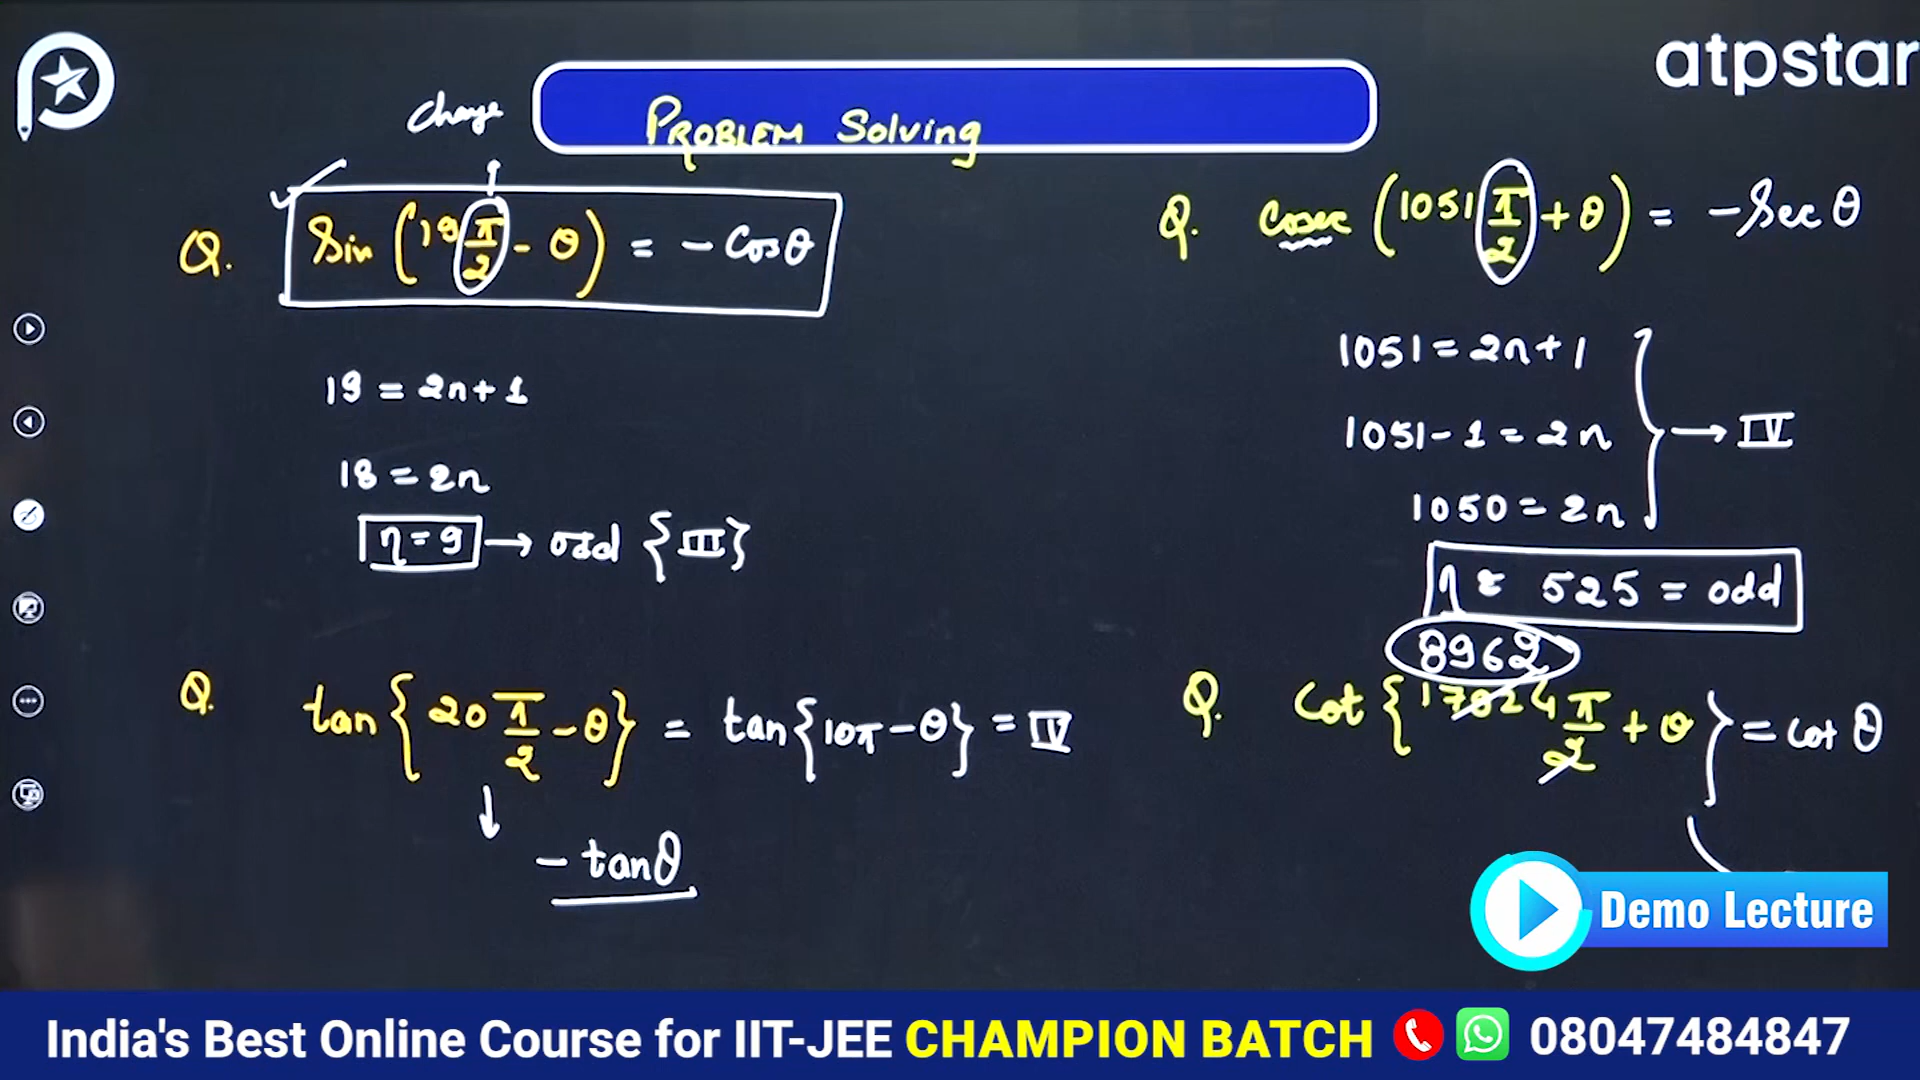 atpstar
Change
PROBLEM Solving
Q. Sin (19 π/2 - θ) = - Cosθ
19 = 2n + 1
18 = 2n
n = 9 → odd {III}
Q. tan {20 π/2 - θ} = tan {10π - θ} = IV
↓
- tanθ
Q. Cosec (1051 π/2 + θ) = - Sec θ
1051 = 2n + 1
1051 - 1 = 2n → IV
1050 = 2n
n = 525 = odd
8962
Q. Cot {17924 π/2 + θ} = cot θ
Demo Lecture
India's Best Online Course for IIT-JEE CHAMPION BATCH 08047484847